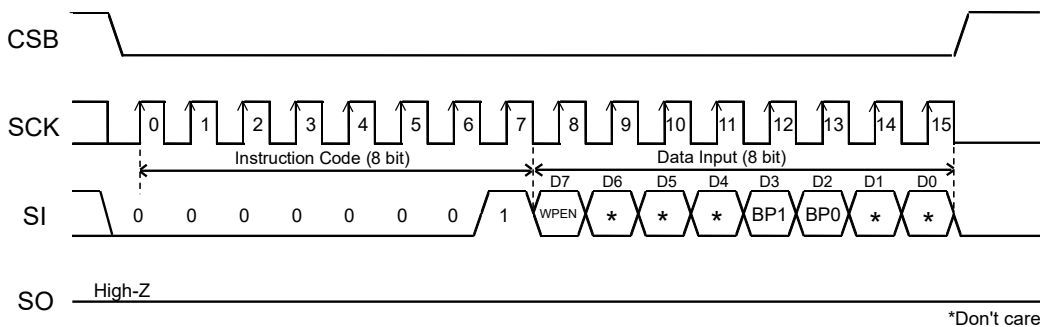 CSB
SCK 0 1 2 3 4 5 6 7 8 9 10 11 12 13 14 15
Instruction Code (8 bit) Data Input (8 bit)
D7 D6 D5 D4 D3 D2 D1 D0
SI 0 0 0 0 0 0 0 1 WPEN * * * BP1 BP0 * *
High-Z
SO
*Don't care